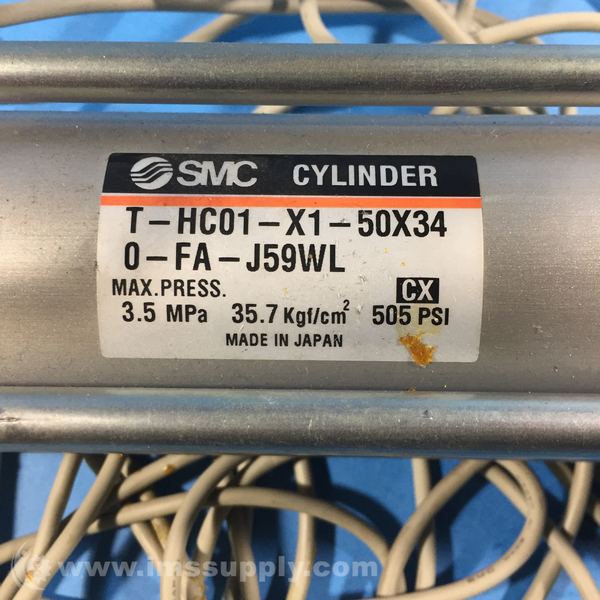 SMC CYLINDER
T-HC01-X1-50X34
0-FA-J59WL
MAX.PRESS. CX
3.5 MPa 35.7 Kgf/cm² 505 PSI
MADE IN JAPAN
www.imssupply.com